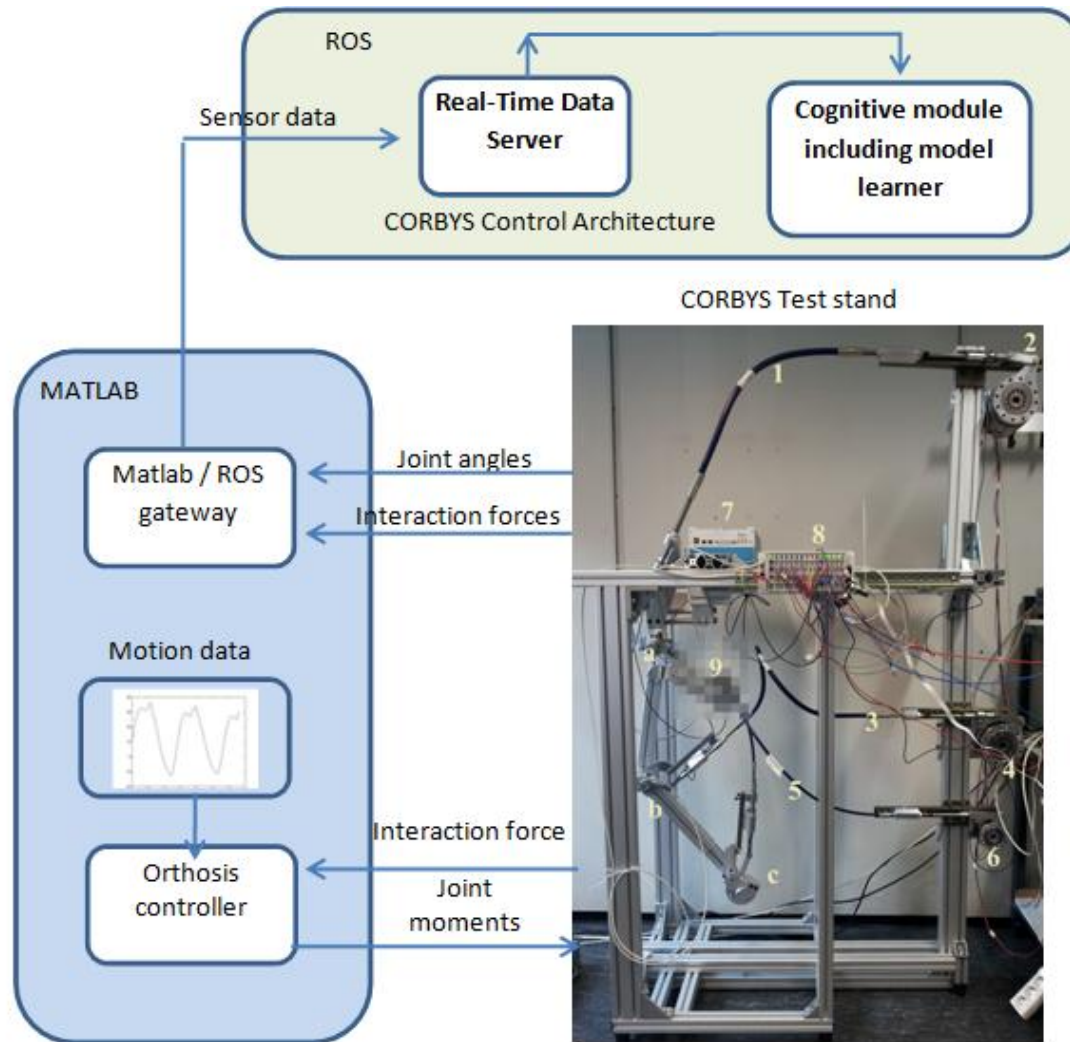 ROS
Real-Time Data
Server
Cognitive module
including model
learner
Sensor data
CORBYS Control Architecture
CORBYS Test stand
MATLAB
Matlab / ROS
gateway
Joint angles
Interaction forces
Motion data
Interaction force
Orthosis
controller
Joint
moments
1
2
7
8
a
9
3
4
b
5
6
c